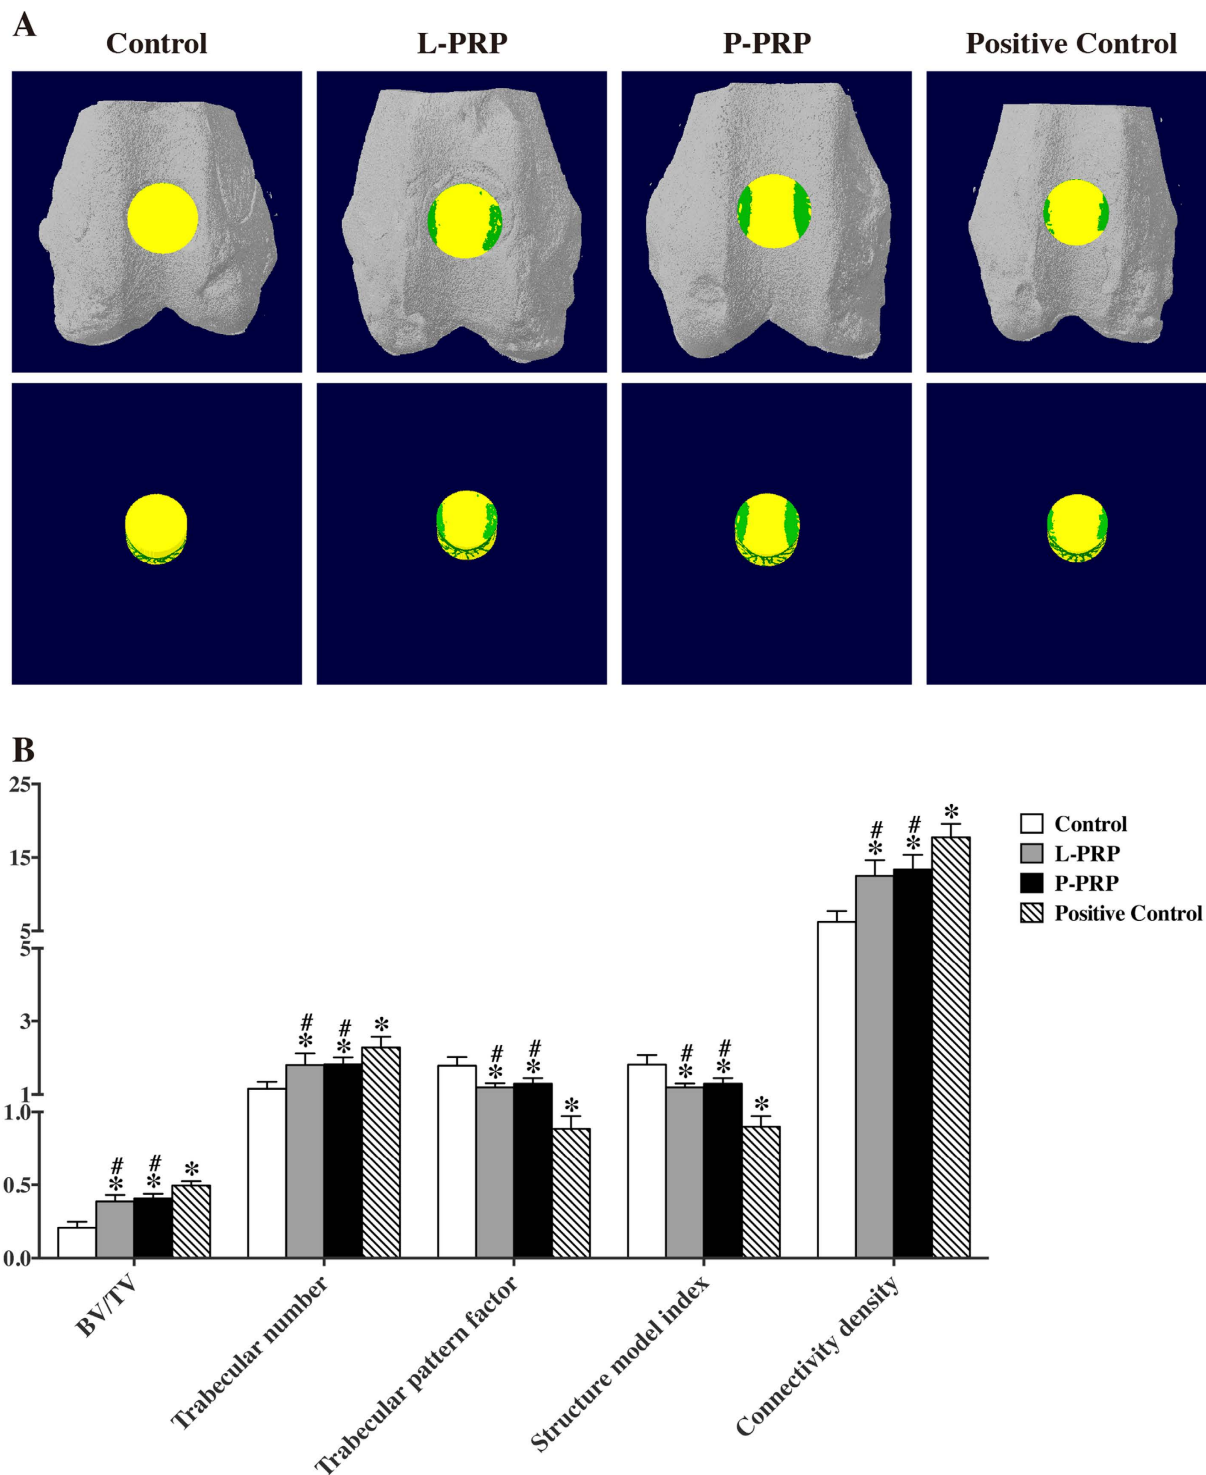 A
Control L-PRP P-PRP Positive Control
B
25
15
5
5
3
1
1.0
0.5
0.0
# * # * *
# * # * *
# * # * *
# * # * *
# * # * *
Control
L-PRP
P-PRP
Positive Control
BV/TV
Trabecular number
Trabecular pattern factor
Structure model index
Connectivity density